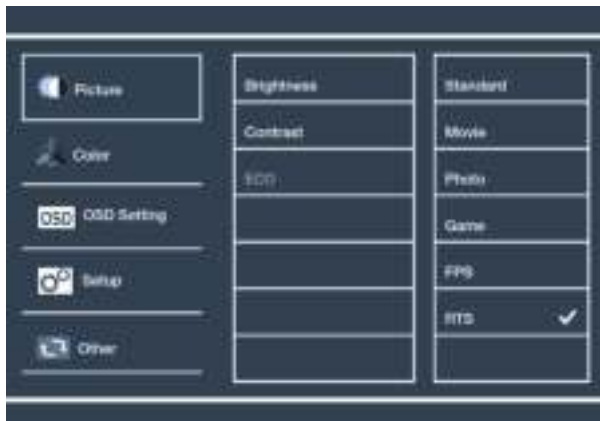 Picture
Color
OSD
OSD Setting
Setup
Other
Brightness
Contrast
ECO
Standard
Movie
Photo
Game
FPS
RTS